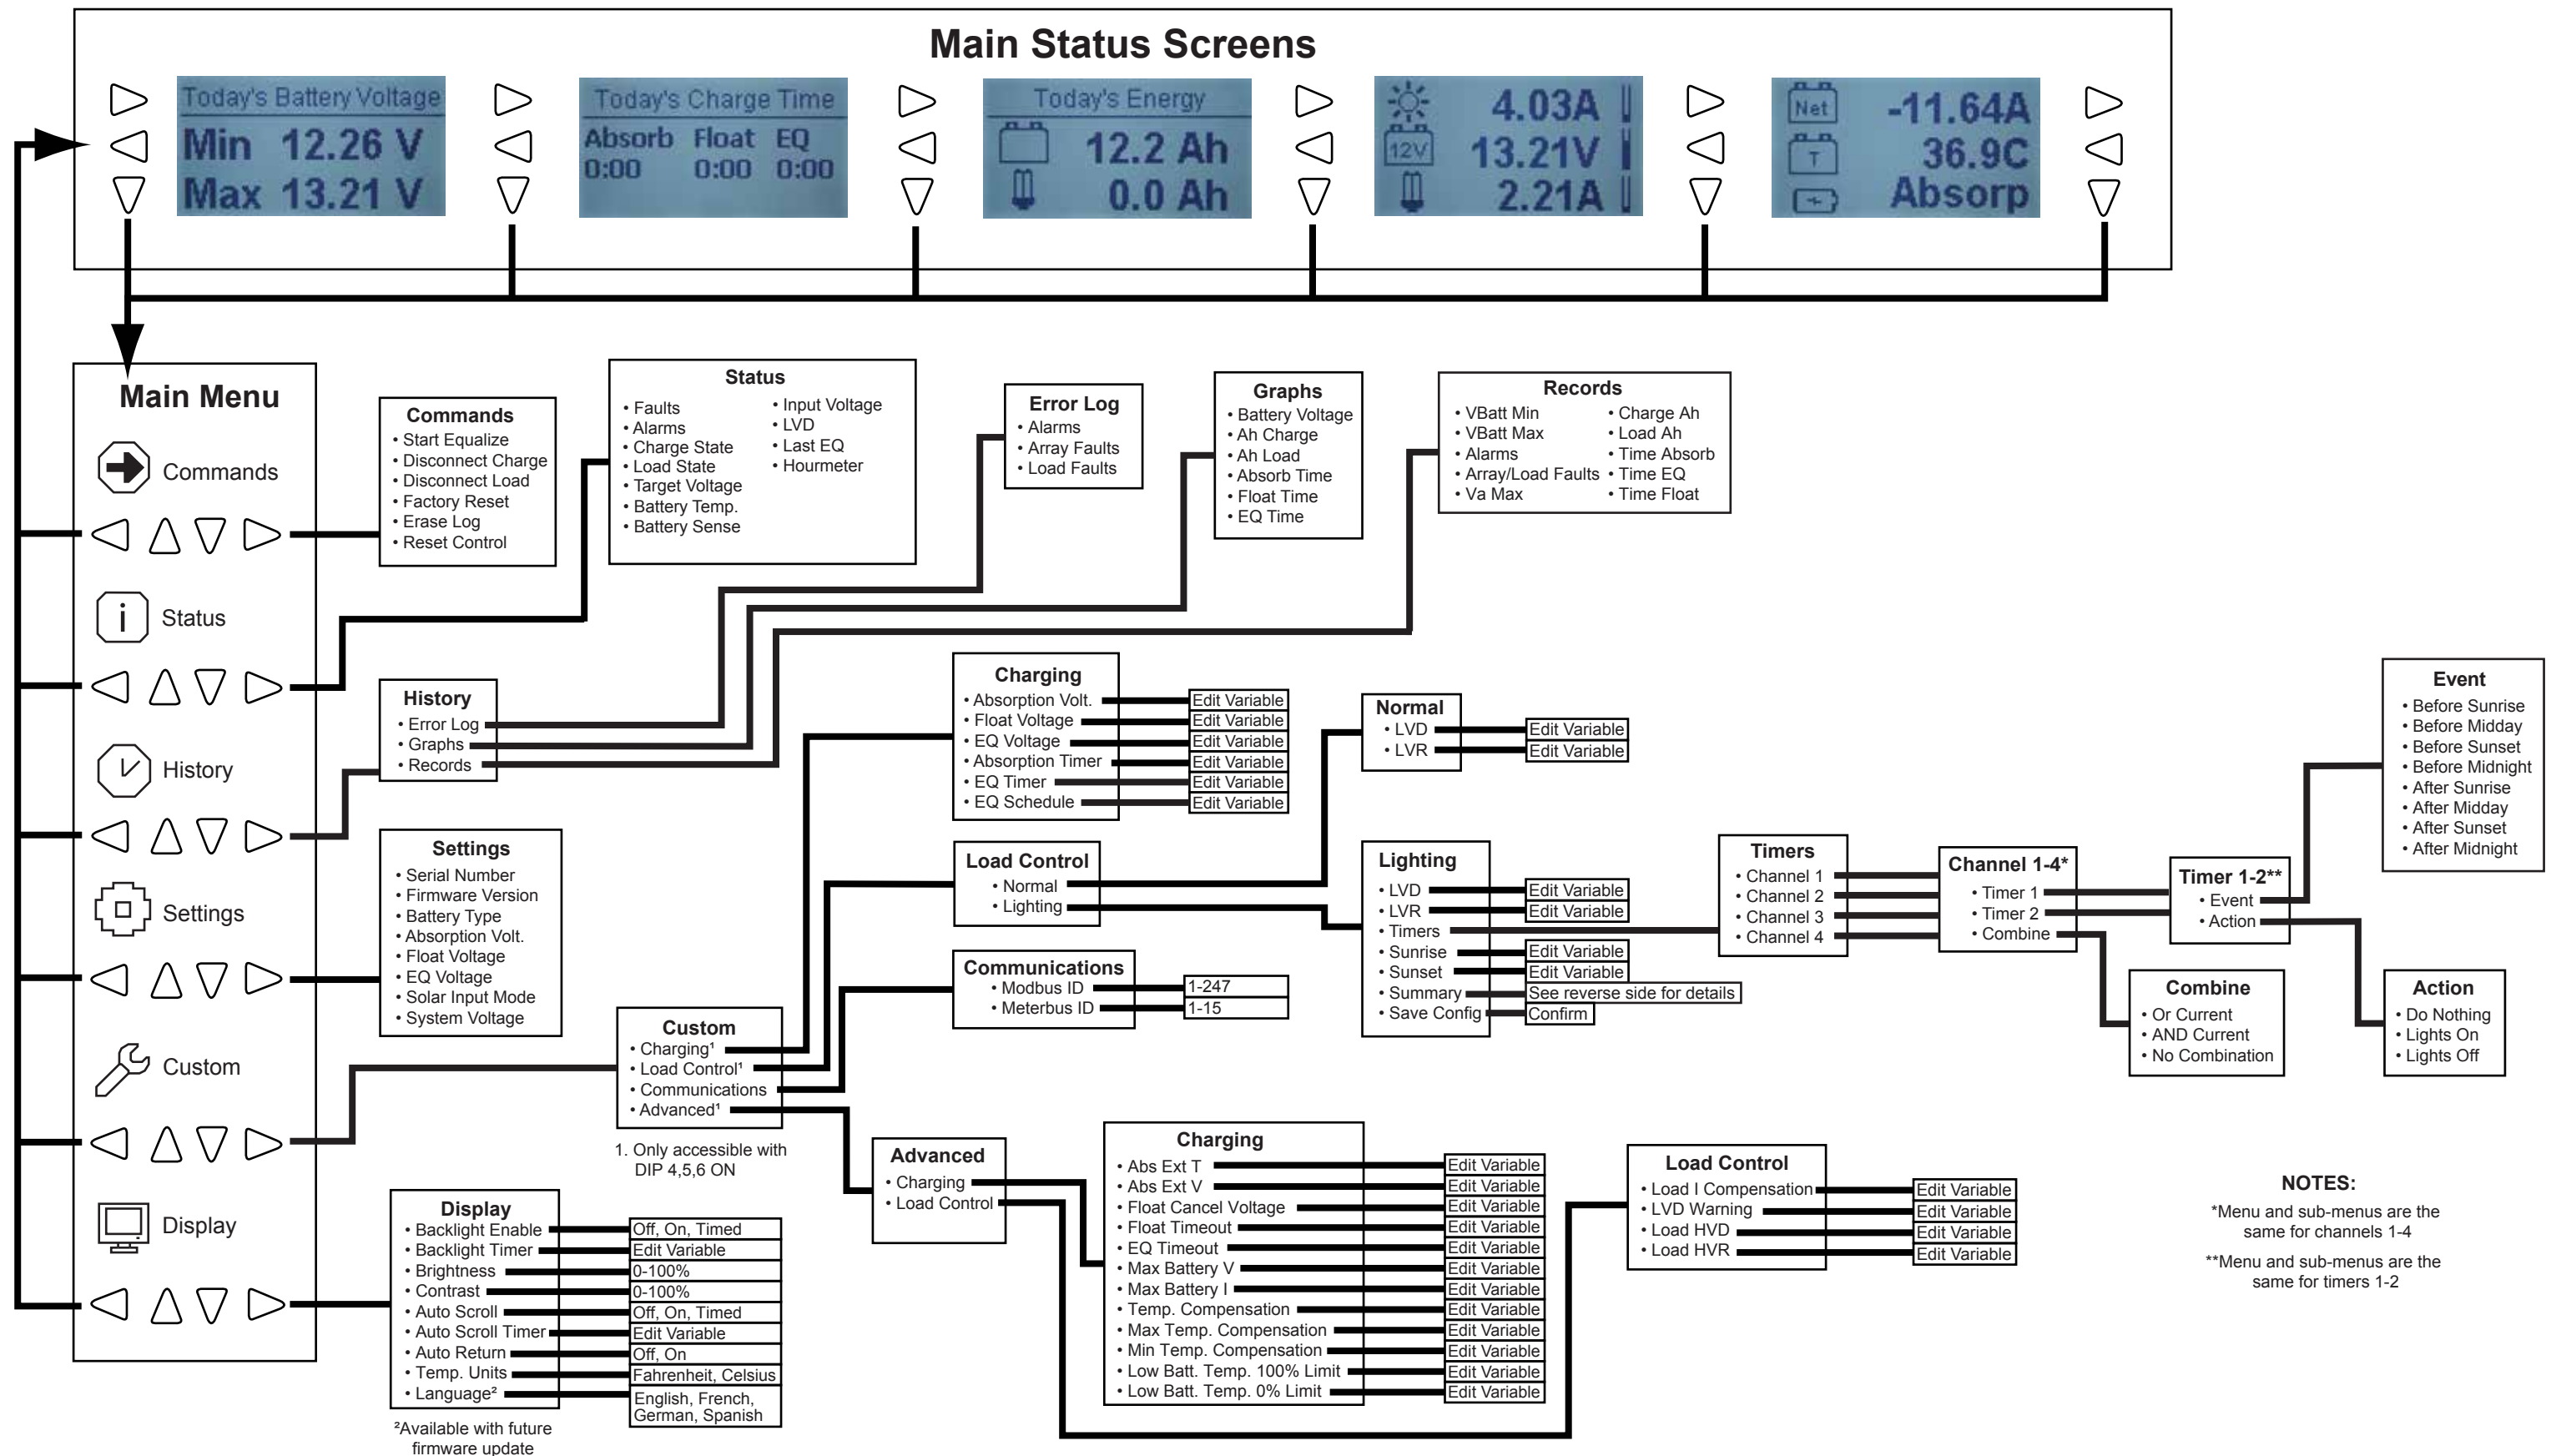 Main Status Screens
Today's Battery Voltage
Min 12.26 V
Max 13.21 V
Today's Charge Time
Absorb Float EQ
0:00 0:00 0:00
Today's Energy
12.2 Ah
0.0 Ah
4.03A
12V 13.21V
2.21A
Net -11.64A
T 36.9C
Absorp
Main Menu
Commands
Status
History
Settings
Custom
Display
Commands
• Start Equalize
• Disconnect Charge
• Disconnect Load
• Factory Reset
• Erase Log
• Reset Control
Status
• Faults
• Alarms
• Charge State
• Load State
• Target Voltage
• Battery Temp.
• Battery Sense
• Input Voltage
• LVD
• Last EQ
• Hourmeter
Error Log
• Alarms
• Array Faults
• Load Faults
Graphs
• Battery Voltage
• Ah Charge
• Ah Load
• Absorb Time
• Float Time
• EQ Time
Records
• VBatt Min
• VBatt Max
• Alarms
• Array/Load Faults
• Va Max
• Charge Ah
• Load Ah
• Time Absorb
• Time EQ
• Time Float
History
• Error Log
• Graphs
• Records
Settings
• Serial Number
• Firmware Version
• Battery Type
• Absorption Volt.
• Float Voltage
• EQ Voltage
• Solar Input Mode
• System Voltage
Custom
• Charging¹
• Load Control¹
• Communications
• Advanced¹
1. Only accessible with
DIP 4,5,6 ON
Display
• Backlight Enable Off, On, Timed
• Backlight Timer Edit Variable
• Brightness 0-100%
• Contrast 0-100%
• Auto Scroll Off, On, Timed
• Auto Scroll Timer Edit Variable
• Auto Return Off, On
• Temp. Units Fahrenheit, Celsius
• Language² English, French,
German, Spanish
²Available with future
firmware update
Charging
• Absorption Volt. Edit Variable
• Float Voltage Edit Variable
• EQ Voltage Edit Variable
• Absorption Timer Edit Variable
• EQ Timer Edit Variable
• EQ Schedule Edit Variable
Load Control
• Normal
• Lighting
Communications
• Modbus ID 1-247
• Meterbus ID 1-15
Normal
• LVD Edit Variable
• LVR Edit Variable
Lighting
• LVD Edit Variable
• LVR Edit Variable
• Timers
• Sunrise Edit Variable
• Sunset Edit Variable
• Summary See reverse side for details
• Save Config Confirm
Timers
• Channel 1
• Channel 2
• Channel 3
• Channel 4
Channel 1-4*
• Timer 1
• Timer 2
• Combine
Timer 1-2**
• Event
• Action
Event
• Before Sunrise
• Before Midday
• Before Sunset
• Before Midnight
• After Sunrise
• After Midday
• After Sunset
• After Midnight
Combine
• Or Current
• AND Current
• No Combination
Action
• Do Nothing
• Lights On
• Lights Off
Advanced
• Charging
• Load Control
Charging
• Abs Ext T Edit Variable
• Abs Ext V Edit Variable
• Float Cancel Voltage Edit Variable
• Float Timeout Edit Variable
• EQ Timeout Edit Variable
• Max Battery V Edit Variable
• Max Battery I Edit Variable
• Temp. Compensation Edit Variable
• Max Temp. Compensation Edit Variable
• Min Temp. Compensation Edit Variable
• Low Batt. Temp. 100% Limit Edit Variable
• Low Batt. Temp. 0% Limit Edit Variable
Load Control
• Load I Compensation Edit Variable
• LVD Warning Edit Variable
• Load HVD Edit Variable
• Load HVR Edit Variable
NOTES:
*Menu and sub-menus are the
same for channels 1-4
**Menu and sub-menus are the
same for timers 1-2